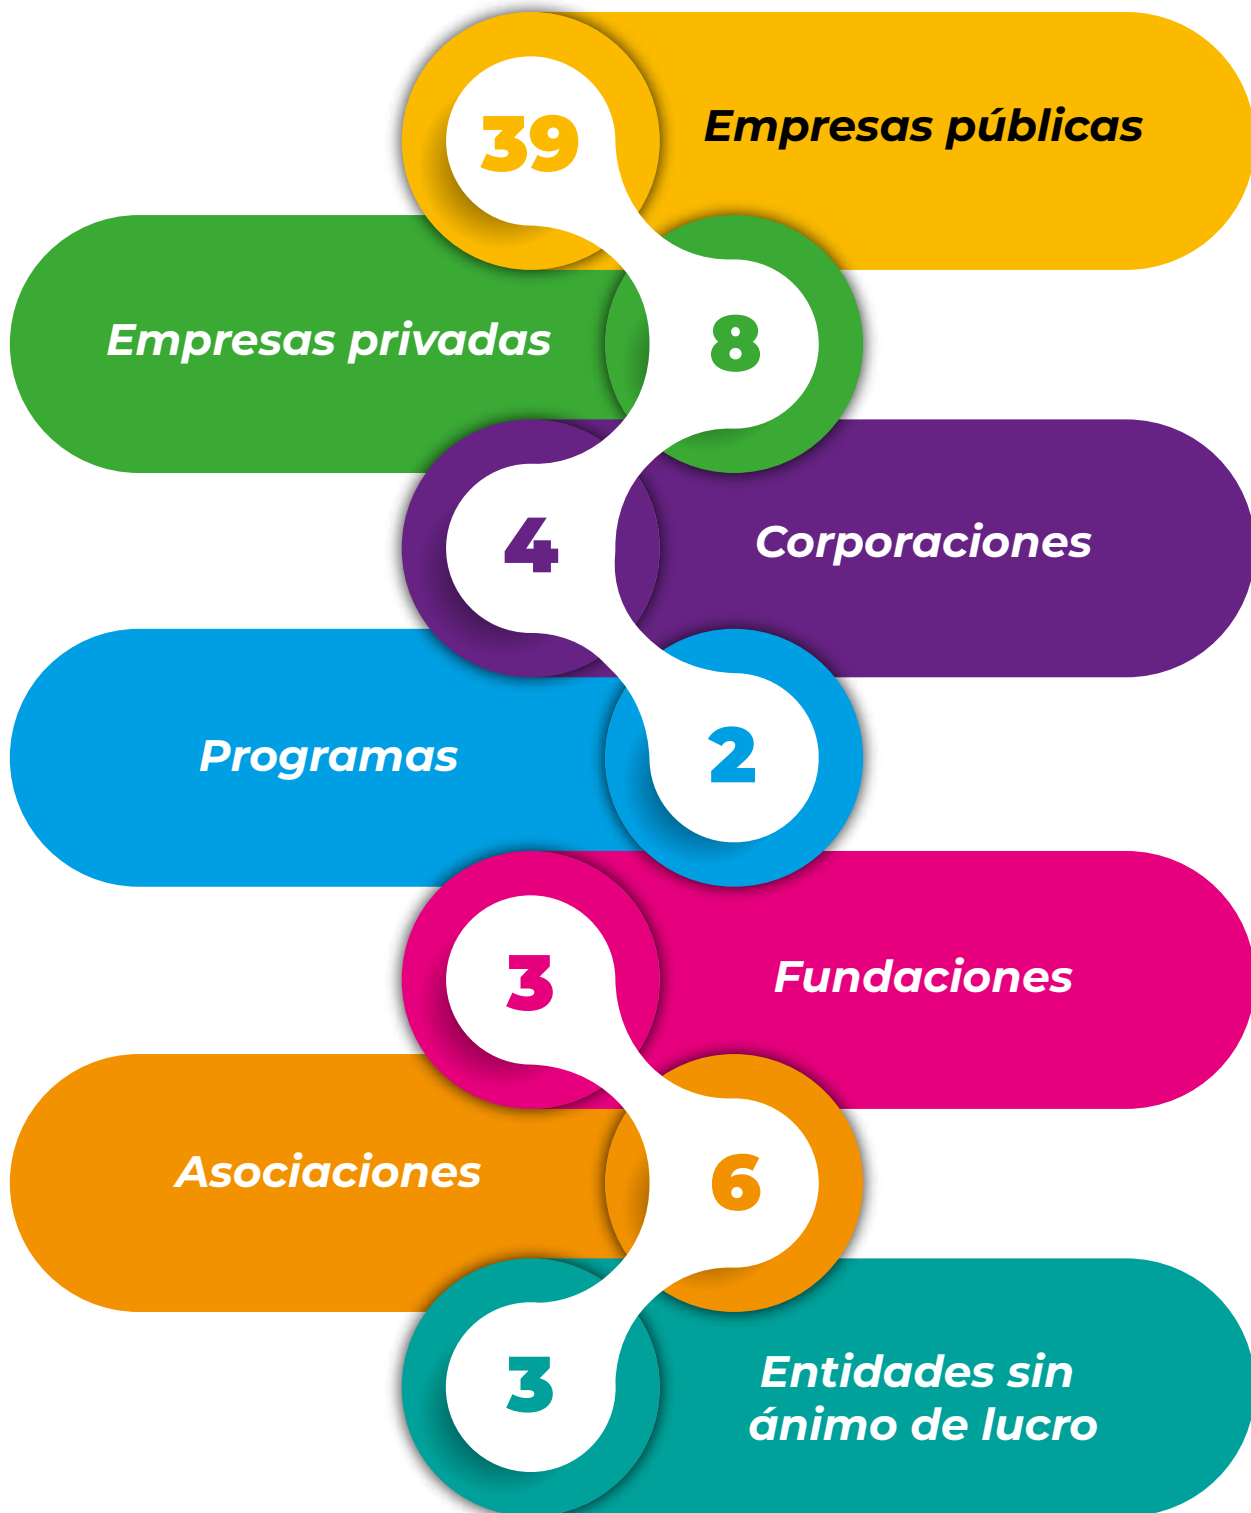 39
Empresas públicas
Empresas privadas
8
4
Corporaciones
Programas
2
3
Fundaciones
Asociaciones
6
3
Entidades sin
ánimo de lucro